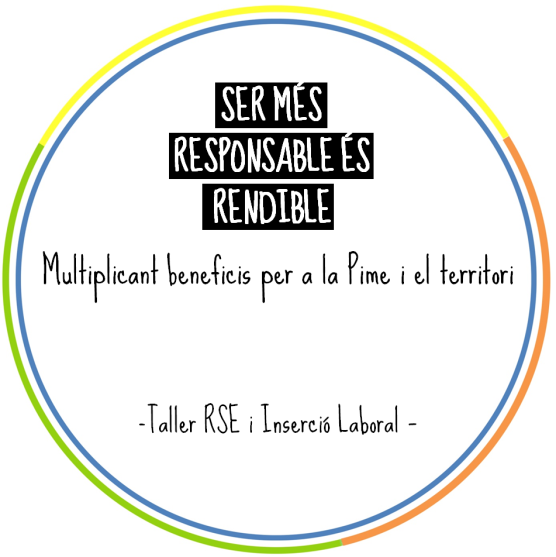 SER MÉS
RESPONSABLE ÉS
RENDIBLE
Multiplicant beneficis per a la Pime i el territori
-Taller RSE i Inserció Laboral -